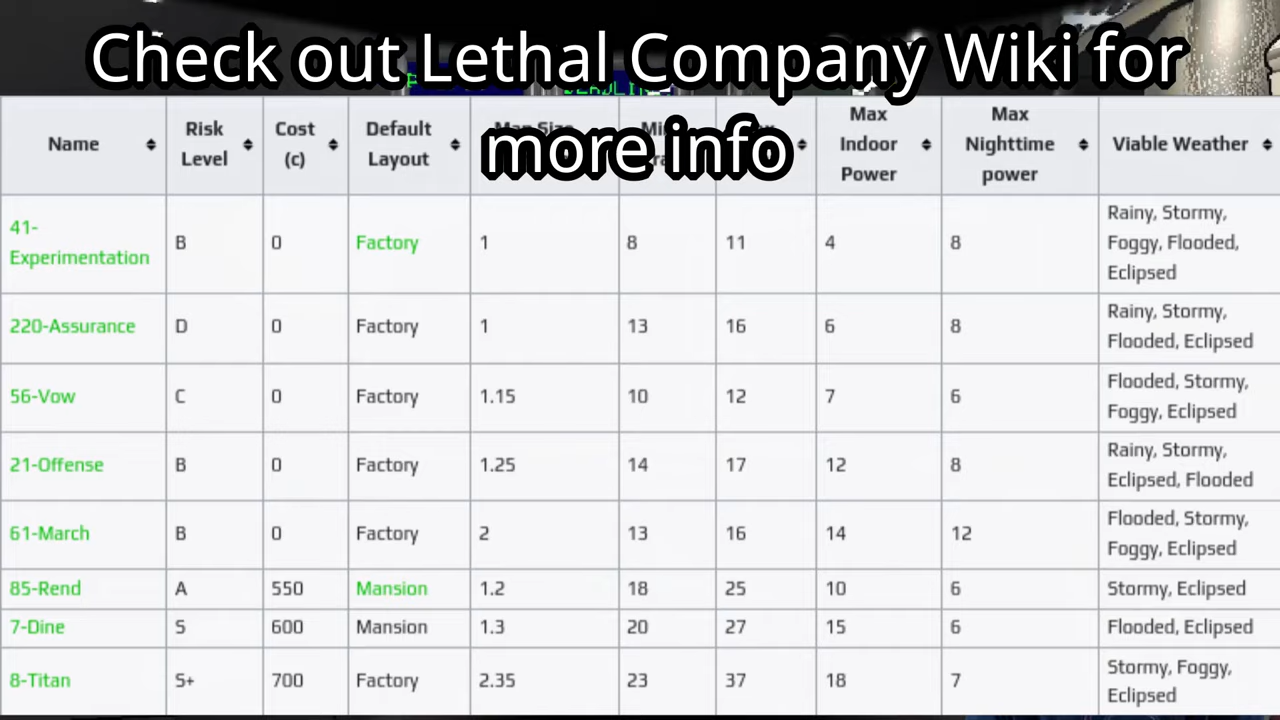 Check out Lethal Company Wiki for
more info
Name Risk Level Cost (c) Default Layout Map Size Max Indoor Power Max Nighttime power Viable Weather
41-Experimentation B 0 Factory 1 8 11 4 8 Rainy, Stormy, Foggy, Flooded, Eclipsed
220-Assurance D 0 Factory 1 13 16 6 8 Rainy, Stormy, Flooded, Eclipsed
56-Vow C 0 Factory 1.15 10 12 7 6 Flooded, Stormy, Foggy, Eclipsed
21-Offense B 0 Factory 1.25 14 17 12 8 Rainy, Stormy, Eclipsed, Flooded
61-March B 0 Factory 2 13 16 14 12 Flooded, Stormy, Foggy, Eclipsed
85-Rend A 550 Mansion 1.2 18 25 10 6 Stormy, Eclipsed
7-Dine S 600 Mansion 1.3 20 27 15 6 Flooded, Eclipsed
8-Titan S+ 700 Factory 2.35 23 37 18 7 Stormy, Foggy, Eclipsed